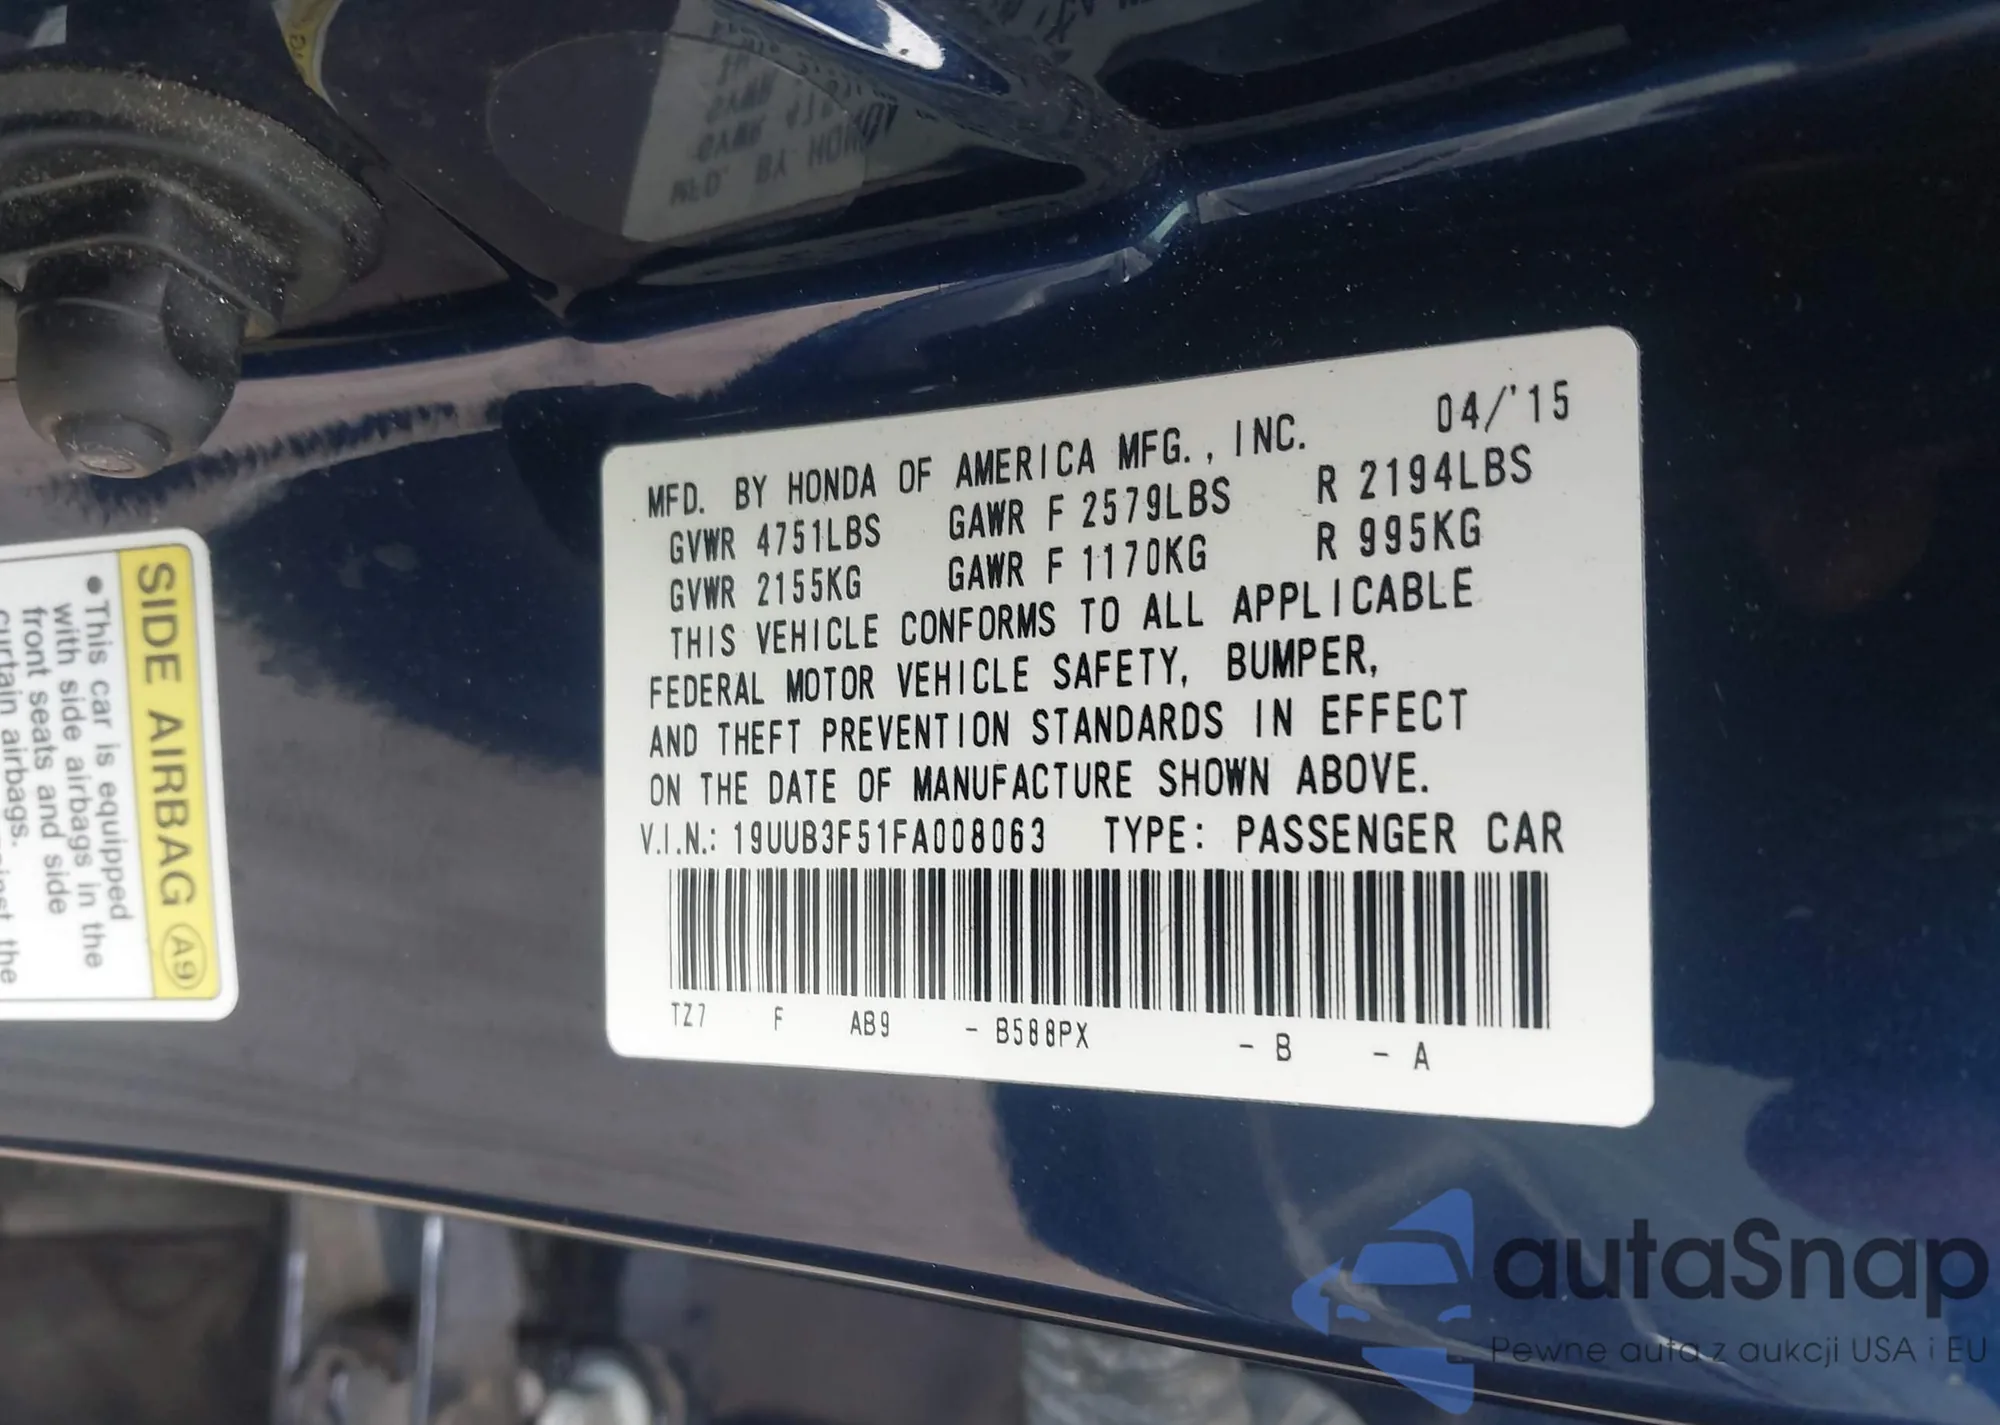 MFD. BY HONDA OF AMERICA MFG., INC. 04/'15
GVWR 4751LBS GAWR F 2579LBS R 2194LBS
GVWR 2155KG GAWR F 1170KG R 995KG
THIS VEHICLE CONFORMS TO ALL APPLICABLE
FEDERAL MOTOR VEHICLE SAFETY, BUMPER,
AND THEFT PREVENTION STANDARDS IN EFFECT
ON THE DATE OF MANUFACTURE SHOWN ABOVE.
V.I.N.: 19UUB3F51FA008063 TYPE: PASSENGER CAR
TZ7 F AB9 - B588PX - B - A
SIDE AIRBAG A9
•This car is equipped
with side airbags in the
front seats and side
curtain airbags.
the
autaSnap
Pewne auta z aukcji USA i EU